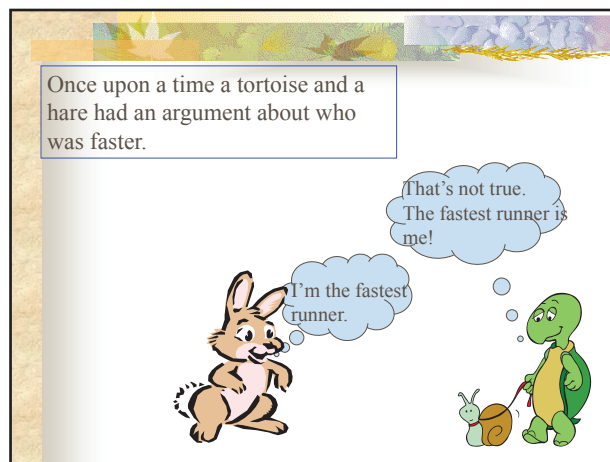 Once upon a time a tortoise and a
hare had an argument about who
was faster.
That's not true.
The fastest runner is
me!
I'm the fastest
runner.